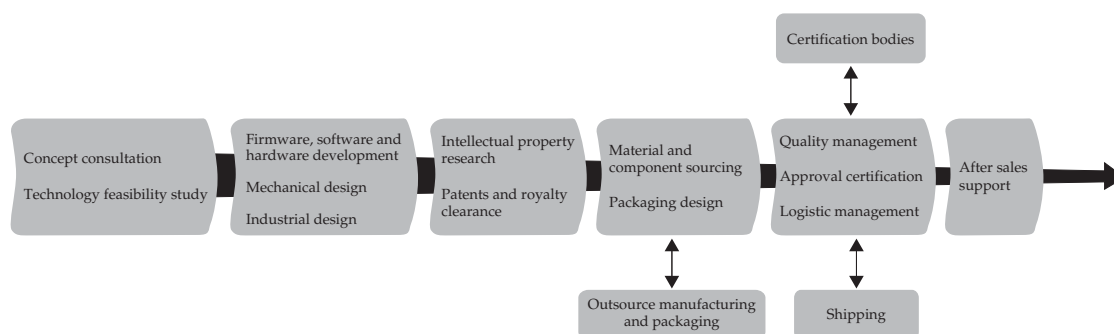 Certification bodies
Concept consultation
Technology feasibility study
Firmware, software and
hardware development
Mechanical design
Industrial design
Intellectual property
research
Patents and royalty
clearance
Material and
component sourcing
Packaging design
Quality management
Approval certification
Logistic management
After sales
support
Outsource manufacturing
and packaging
Shipping